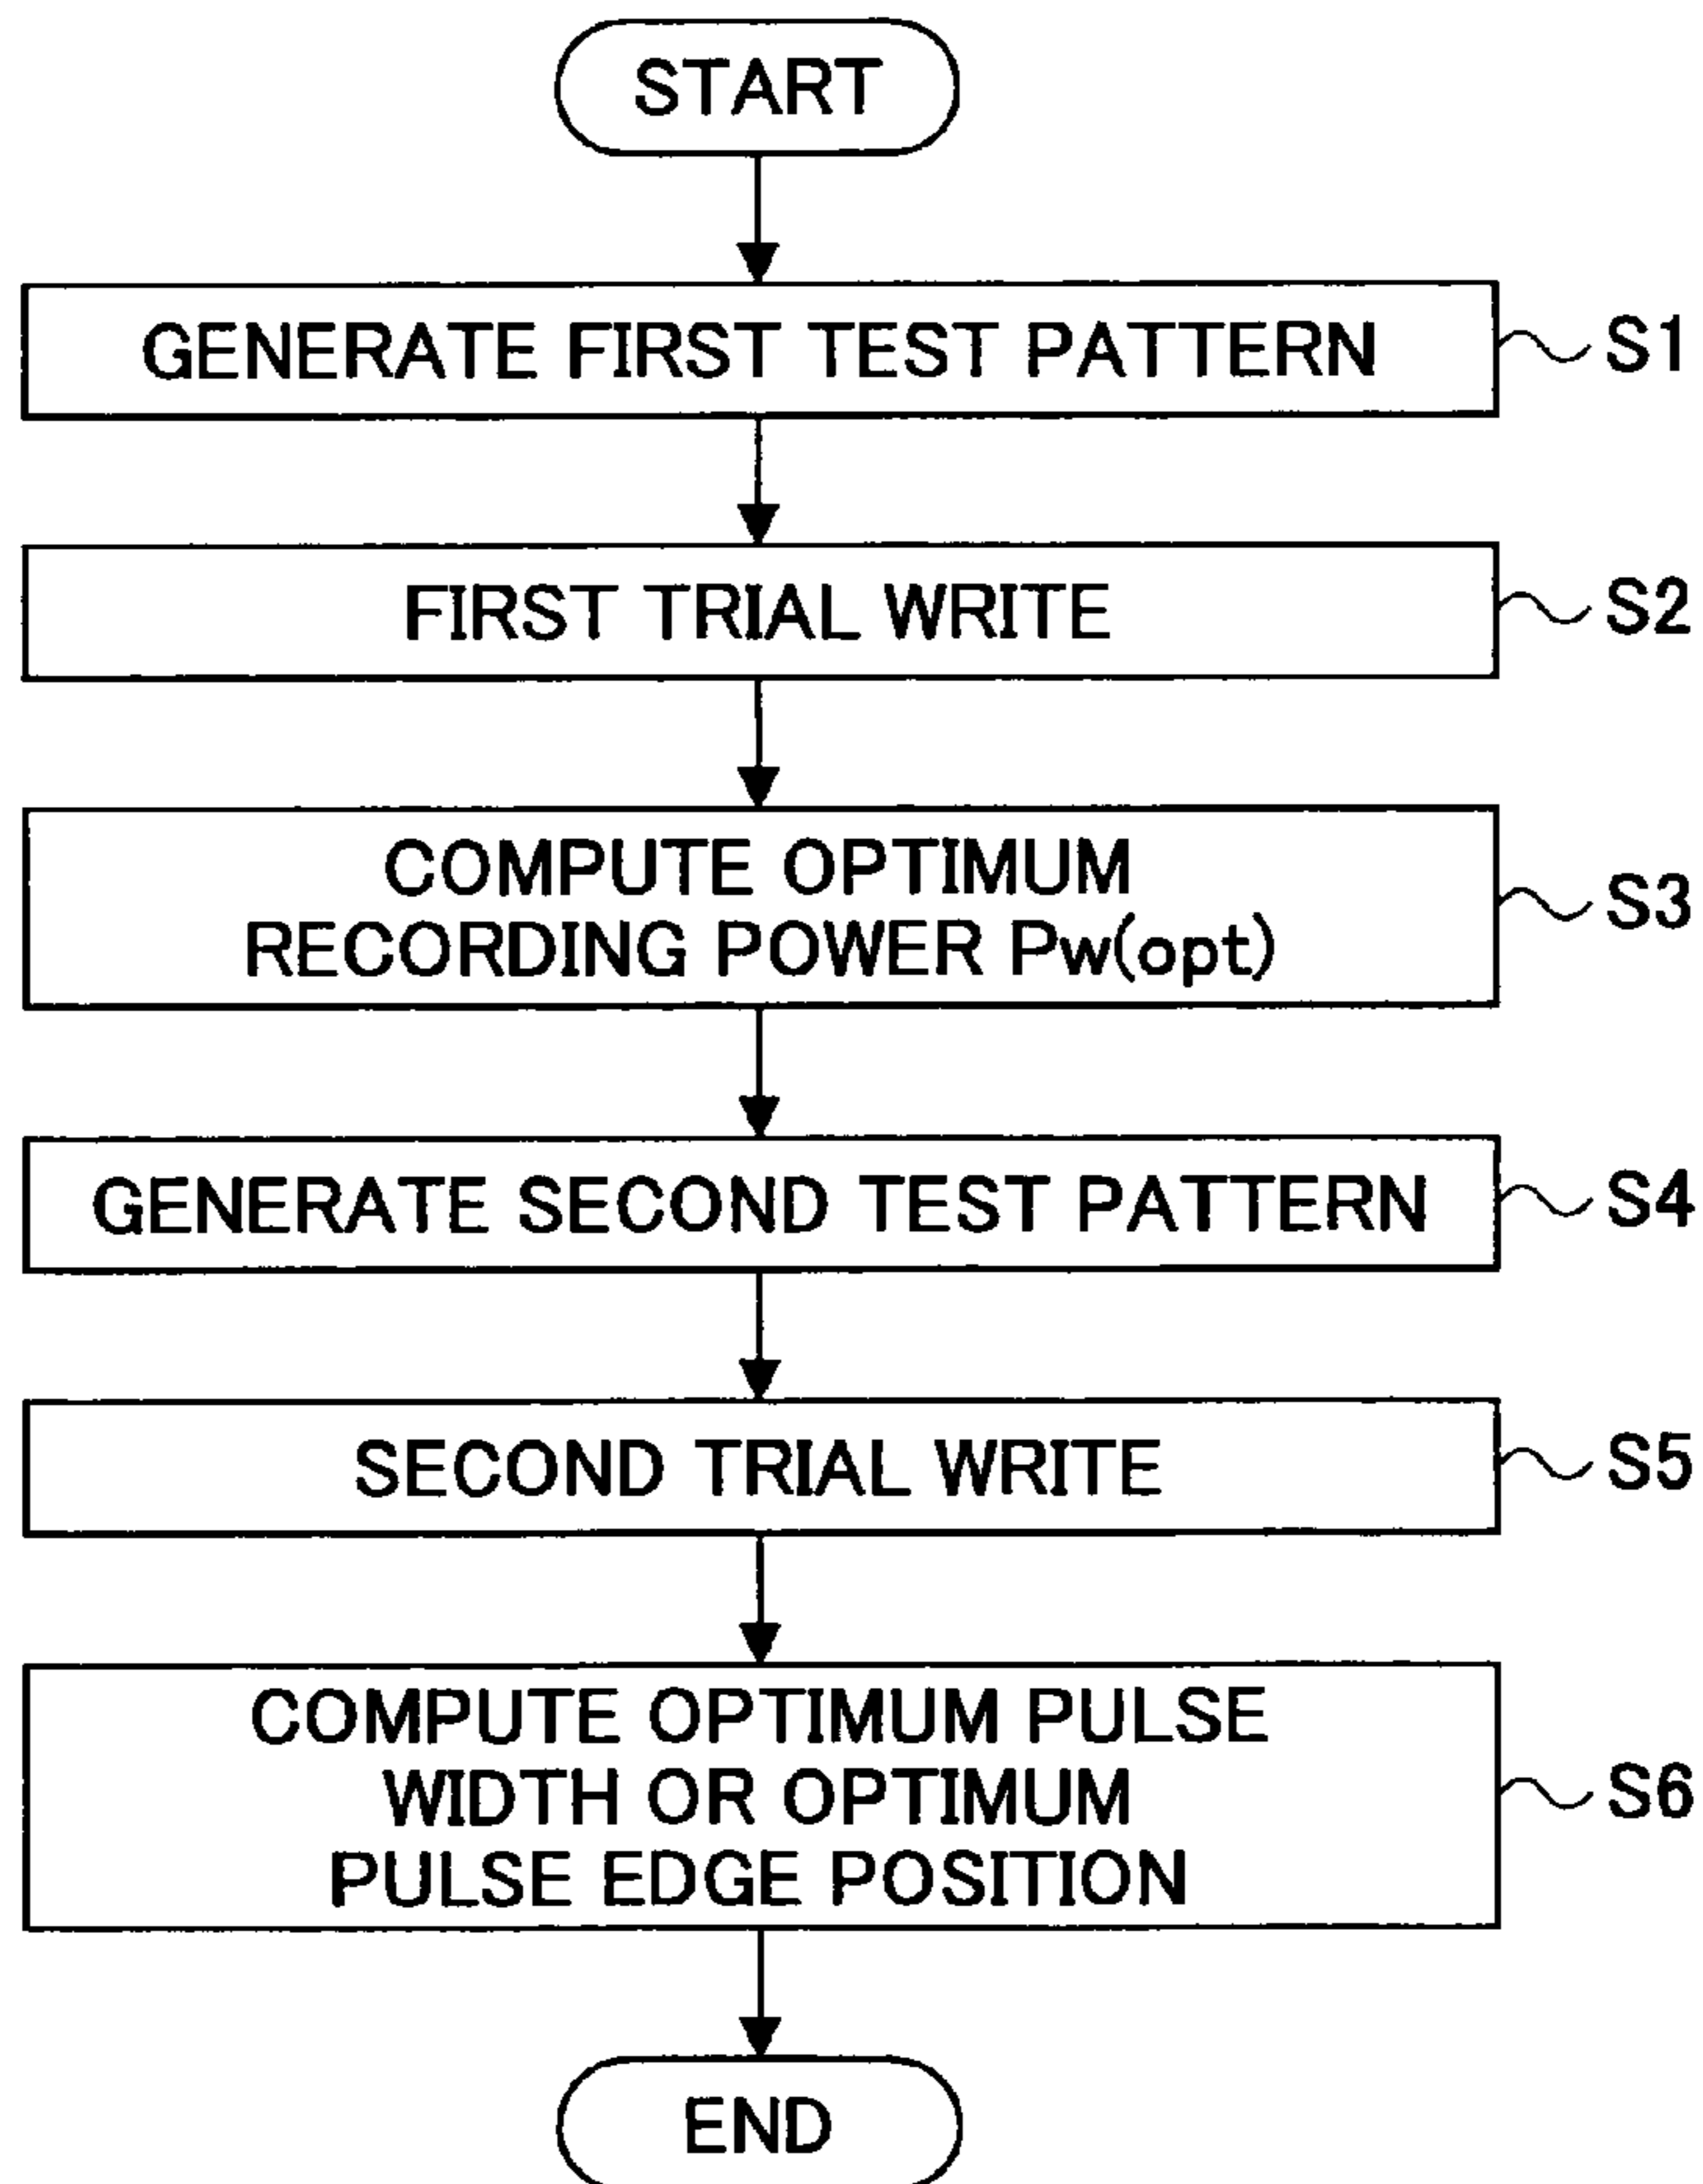 START
GENERATE FIRST TEST PATTERN
S1
FIRST TRIAL WRITE
S2
COMPUTE OPTIMUM
RECORDING POWER Pw(opt)
S3
GENERATE SECOND TEST PATTERN
S4
SECOND TRIAL WRITE
S5
COMPUTE OPTIMUM PULSE
WIDTH OR OPTIMUM
PULSE EDGE POSITION
S6
END